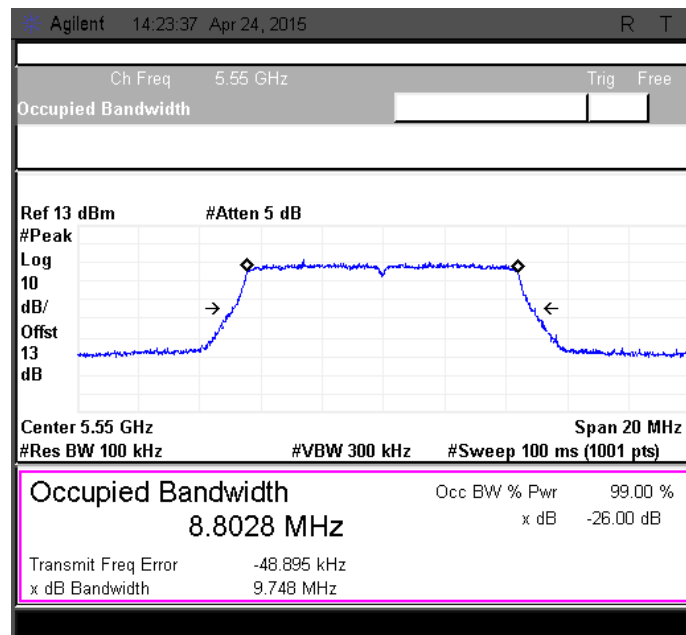 Agilent 14:23:37 Apr 24, 2015 R T
Ch Freq 5.55 GHz Trig Free
Occupied Bandwidth
Ref 13 dBm #Atten 5 dB
#Peak
Log
10
dB/
Offst
13
dB
Center 5.55 GHz Span 20 MHz
#Res BW 100 kHz #VBW 300 kHz #Sweep 100 ms (1001 pts)
Occupied Bandwidth Occ BW % Pwr 99.00 %
8.8028 MHz x dB -26.00 dB
Transmit Freq Error -48.895 kHz
x dB Bandwidth 9.748 MHz